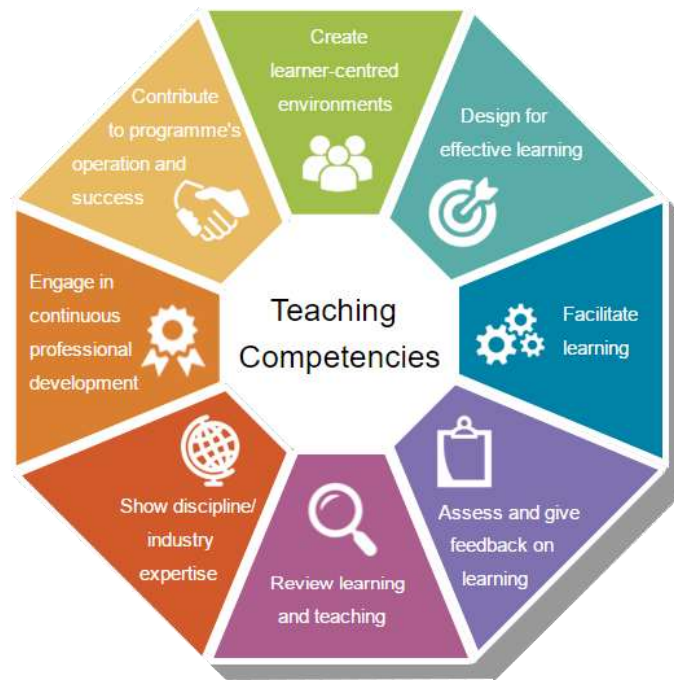 Create
learner-centred
environments
Design for
effective learning
Facilitate
learning
Assess and give
feedback on
learning
Review learning
and teaching
Show discipline/
industry
expertise
Engage in
continuous
professional
development
Contribute
to programme's
operation and
success
Teaching
Competencies